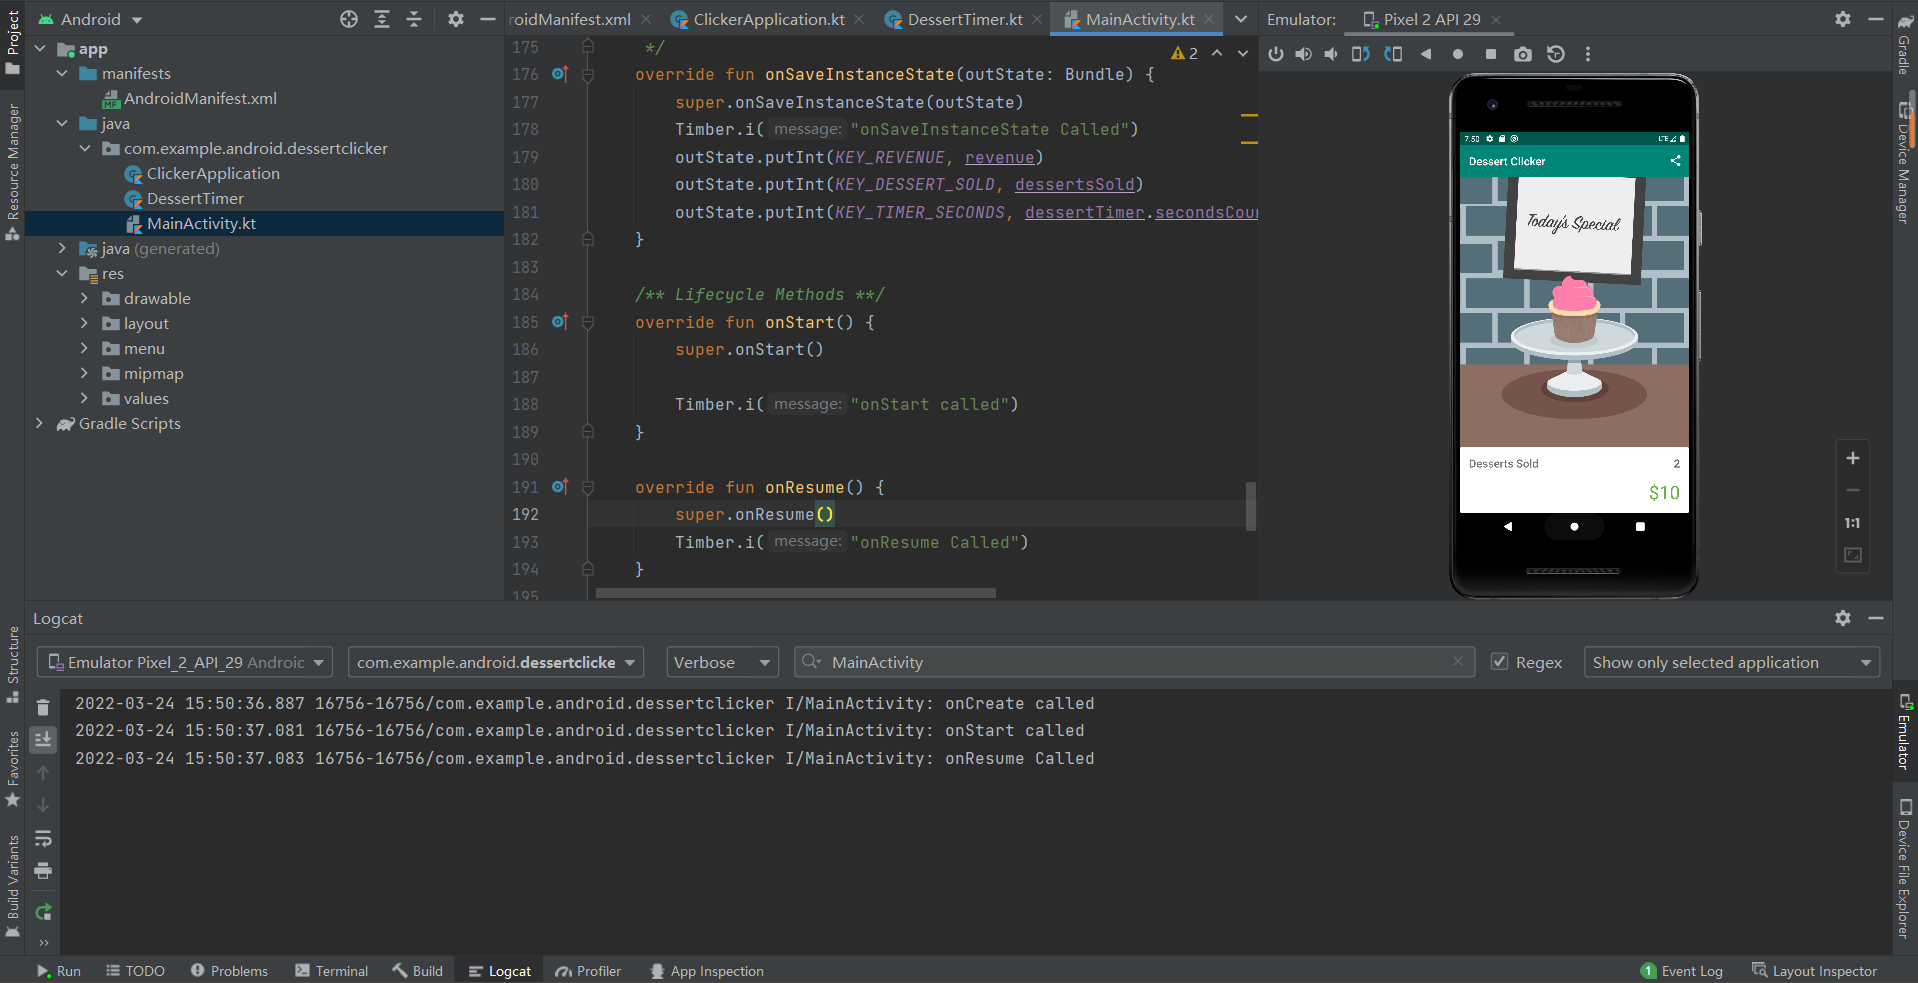 Android
roidManifest.xml
ClickerApplication.kt
DessertTimer.kt
MainActivity.kt
Emulator:
Pixel 2 API 29
Project
Resource Manager
Structure
Favorites
Build Variants
app
manifests
MF
AndroidManifest.xml
java
com.example.android.dessertclicker
ClickerApplication
DessertTimer
MainActivity.kt
java (generated)
res
drawable
layout
menu
mipmap
values
Gradle Scripts
2
175 */
176 override fun onSaveInstanceState(outState: Bundle) {
177 super.onSaveInstanceState(outState)
178 Timber.i( message: "onSaveInstanceState Called")
179 outState.putInt(KEY_REVENUE, revenue)
180 outState.putInt(KEY_DESSERT_SOLD, dessertsSold)
181 outState.putInt(KEY_TIMER_SECONDS, dessertTimer.secondsCoun
182 }
183
184 /** Lifecycle Methods **/
185 override fun onStart() {
186 super.onStart()
187
188 Timber.i( message: "onStart called")
189 }
190
191 override fun onResume() {
192 super.onResume()
193 Timber.i( message: "onResume Called")
194 }
195
7:50
LTE
Dessert Clicker
Today's Special
Desserts Sold 2
$10
1:1
Gradle
Device Manager
Emulator
Device File Explorer
Logcat
Emulator Pixel_2_API_29 Androic
com.example.android.dessertclicke
Verbose
MainActivity
Regex
Show only selected application
2022-03-24 15:50:36.887 16756-16756/com.example.android.dessertclicker I/MainActivity: onCreate called
2022-03-24 15:50:37.081 16756-16756/com.example.android.dessertclicker I/MainActivity: onStart called
2022-03-24 15:50:37.083 16756-16756/com.example.android.dessertclicker I/MainActivity: onResume Called
Run
TODO
Problems
Terminal
Build
Logcat
Profiler
App Inspection
1 Event Log
Layout Inspector